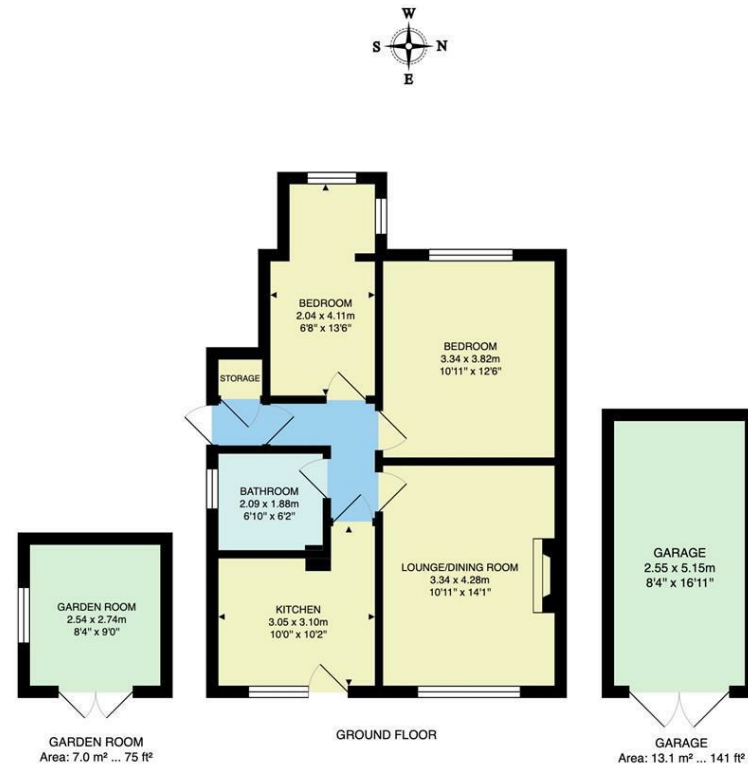 W
S N
E
BEDROOM
2.04 x 4.11m
6'8" x 13'6"
BEDROOM
3.34 x 3.82m
10'11" x 12'6"
STORAGE
BATHROOM
2.09 x 1.88m
6'10" x 6'2"
LOUNGE/DINING ROOM
3.34 x 4.28m
10'11" x 14'1"
KITCHEN
3.05 x 3.10m
10'0" x 10'2"
GARDEN ROOM
2.54 x 2.74m
8'4" x 9'0"
GARAGE
2.55 x 5.15m
8'4" x 16'11"
GROUND FLOOR
GARDEN ROOM
Area: 7.0 m² ... 75 ft²
GARAGE
Area: 13.1 m² ... 141 ft²